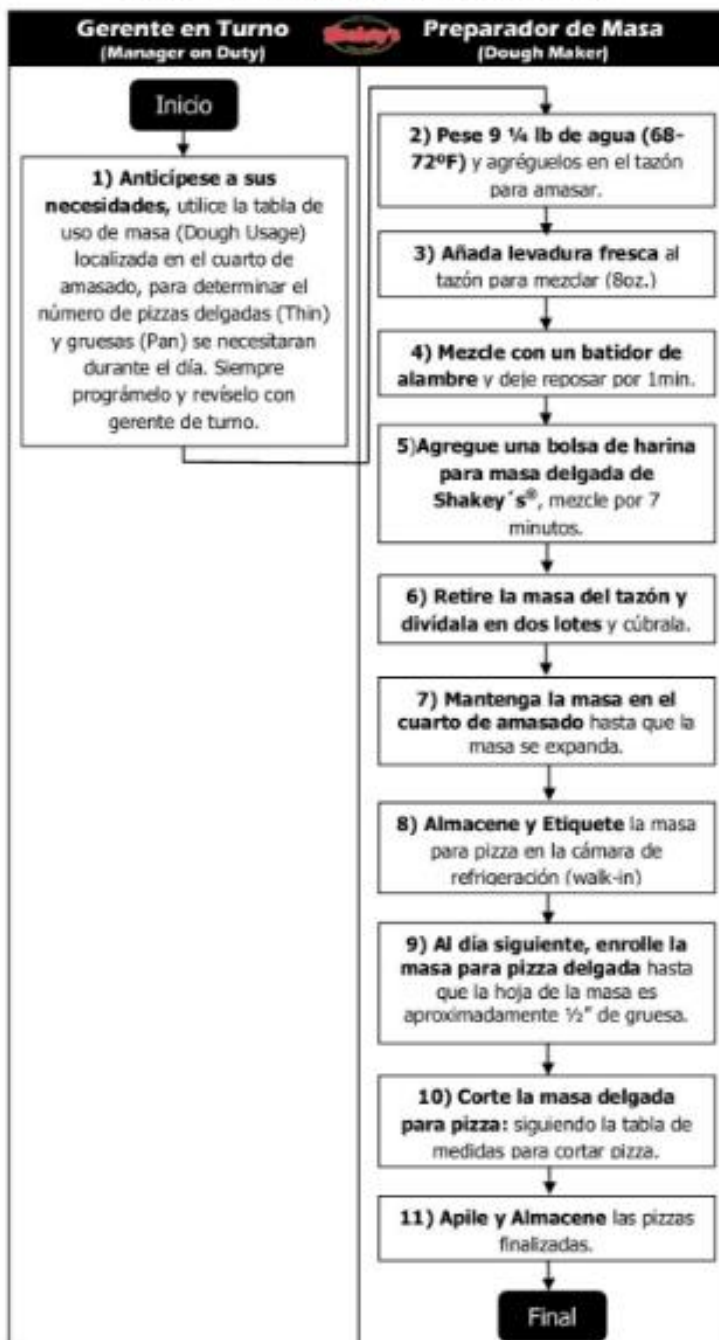 Gerente en Turno
(Manager on Duty)
Shakey's
Preparador de Masa
(Dough Maker)
Inicio
1) Anticípese a sus
necesidades, utilice la tabla de
uso de masa (Dough Usage)
localizada en el cuarto de
amasado, para determinar el
número de pizzas delgadas (Thin)
y gruesas (Pan) se necesitaran
durante el día. Siempre
prográmelo y revíselo con
gerente de turno.
2) Pese 9 ¼ lb de agua (68-
72ºF) y agréguelos en el tazón
para amasar.
3) Añada levadura fresca al
tazón para mezclar (8oz.)
4) Mezcle con un batidor de
alambre y deje reposar por 1min.
5)Agregue una bolsa de harina
para masa delgada de
Shakey´s®, mezcle por 7
minutos.
6) Retire la masa del tazón y
divídala en dos lotes y cúbrala.
7) Mantenga la masa en el
cuarto de amasado hasta que la
masa se expanda.
8) Almacene y Etiquete la masa
para pizza en la cámara de
refrigeración (walk-in)
9) Al día siguiente, enrolle la
masa para pizza delgada hasta
que la hoja de la masa es
aproximadamente ½" de gruesa.
10) Corte la masa delgada
para pizza: siguiendo la tabla de
medidas para cortar pizza.
11) Apile y Almacene las pizzas
finalizadas.
Final